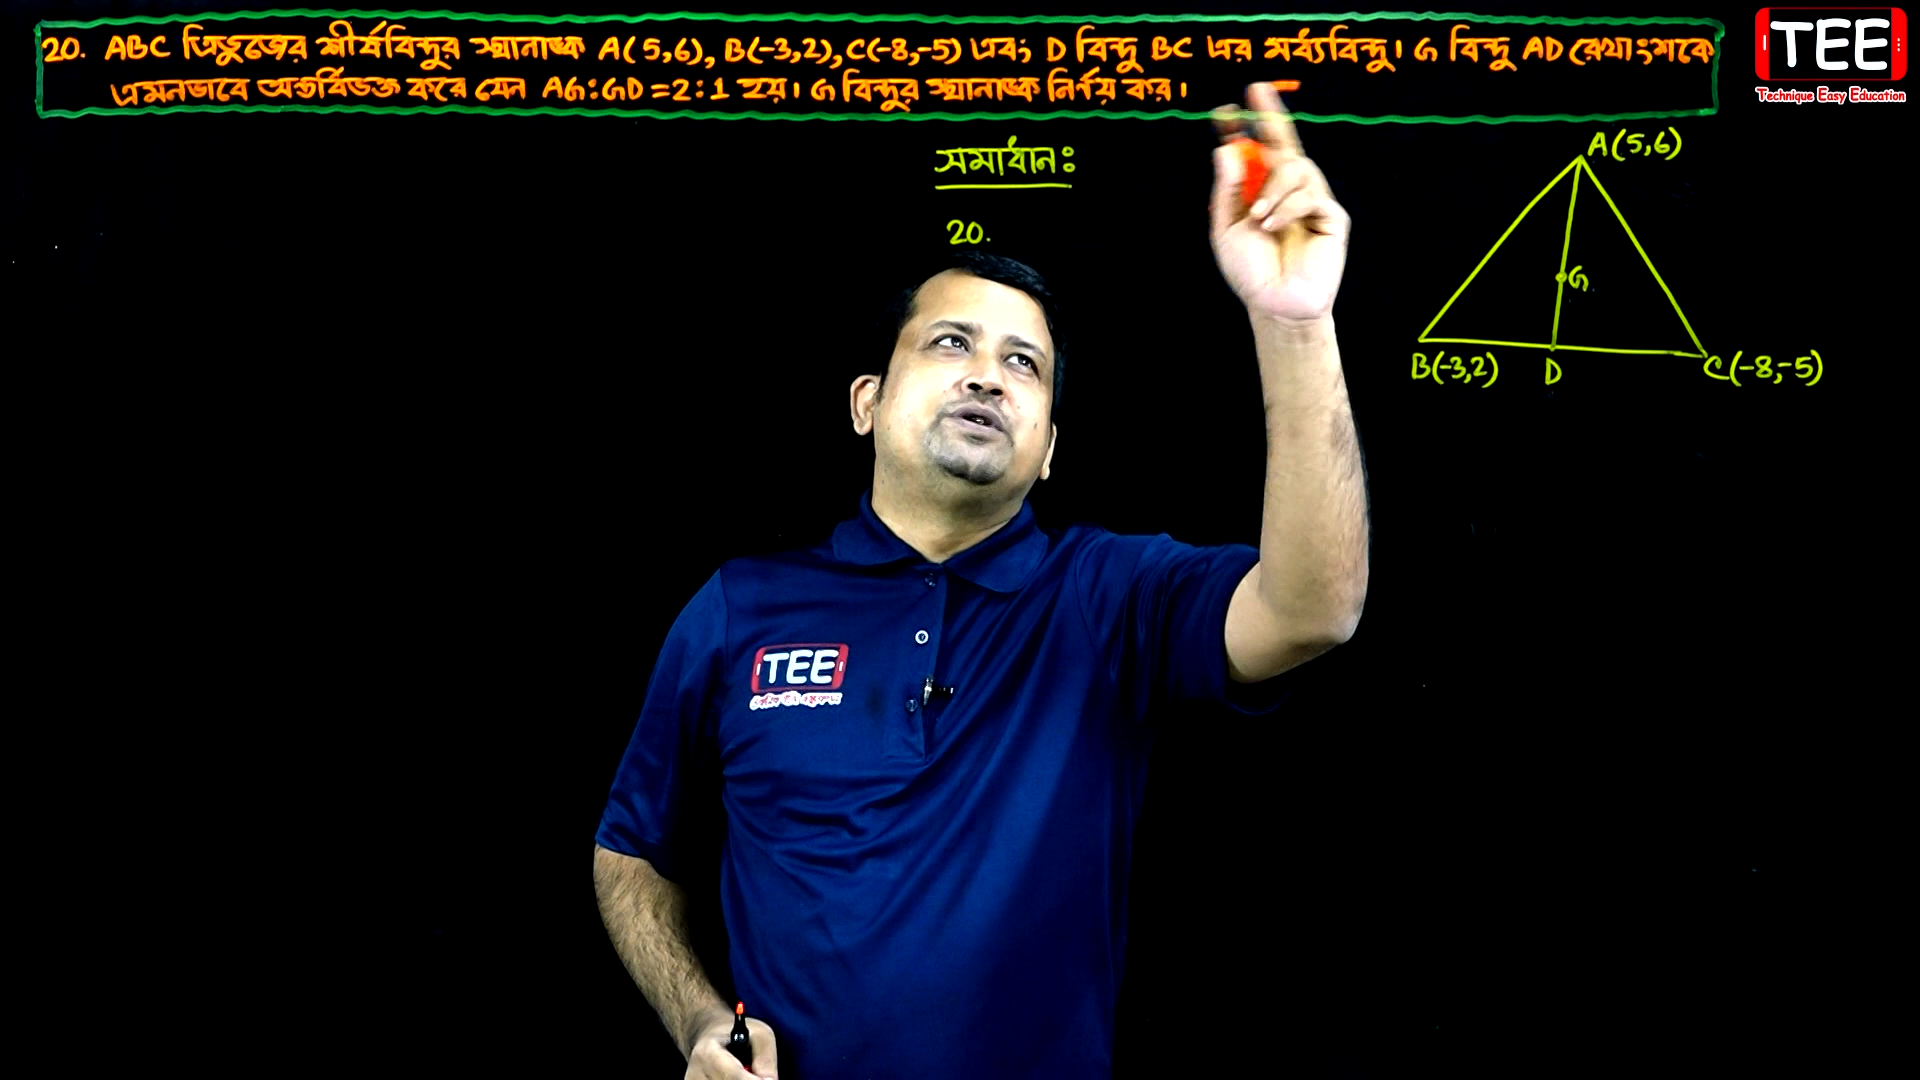 20. ABC ত্রিভুজের শীর্ষবিন্দুর স্থানাঙ্ক A(5,6), B(-3,2), C(-8,-5) এবং D বিন্দু BC এর মধ্যবিন্দু। G বিন্দু AD রেখাংশকে
এমনভাবে অন্তর্বিভক্ত করে যেন AG:GD=2:1 হয়। G বিন্দুর স্থানাঙ্ক নির্ণয় কর।
TEE
Technique Easy Education
সমাধানঃ
20.
A(5,6)
G
B(-3,2)
D
C(-8,-5)
TEE